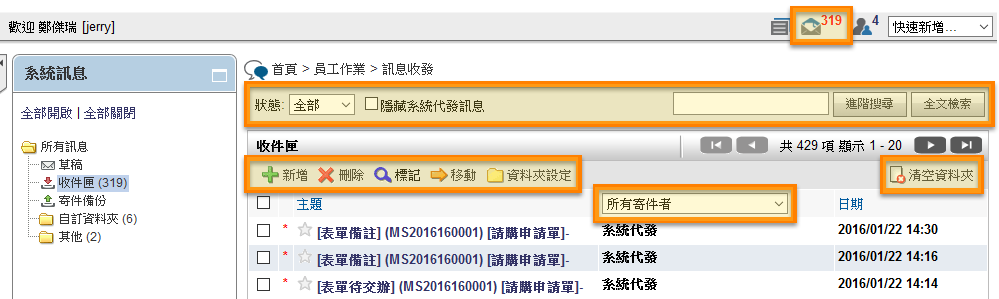 歡迎 鄭傑瑞 [jerry] 319 4 快速新增...
系統訊息
首頁 > 員工作業 > 訊息收發
全部開啟 | 全部關閉
狀態: 全部 隱藏系統代發訊息 進階搜尋 全文檢索
所有訊息
草稿
收件匣 (319)
寄件備份
自訂資料夾 (6)
其他 (2)
收件匣 共 429 項 顯示 1 - 20
新增 刪除 標記 移動 資料夾設定 清空資料夾
主題 所有寄件者 日期
* [表單備註] (MS2016160001) [請購申請單]- 系統代發 2016/01/22 14:30
* [表單備註] (MS2016160001) [請購申請單]- 系統代發 2016/01/22 14:16
* [表單待交辦] (MS2016160001) [請購申請單]- 系統代發 2016/01/22 14:14